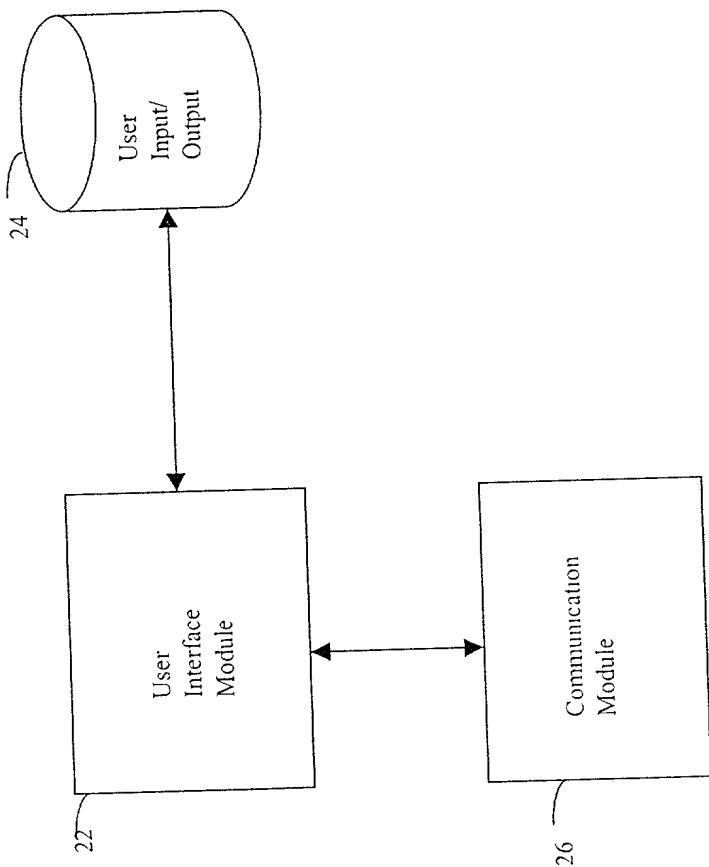 24
User
Input/
Output
22
User
Interface
Module
26
Communication
Module